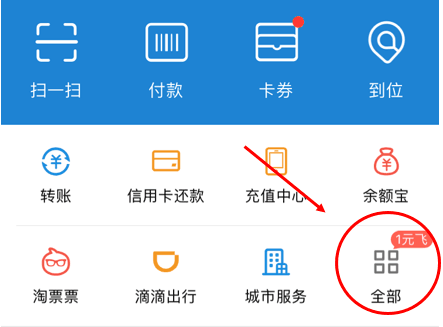 扫一扫 付款 卡券 到位
转账 信用卡还款 充值中心 余额宝
1元飞
淘票票 滴滴出行 城市服务 全部